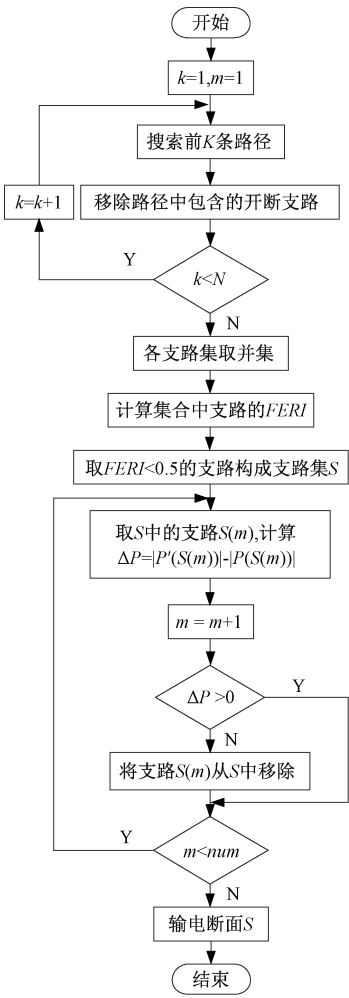 开始
k=1,m=1
搜索前K条路径
移除路径中包含的开断支路
k=k+1
Y
k<N
N
各支路集取并集
计算集合中支路的FERI
取FERI<0.5的支路构成支路集S
取S中的支路S(m),计算
ΔP=|P'(S(m))|-|P(S(m))|
m = m+1
ΔP >0
Y
N
将支路S(m)从S中移除
Y
m<num
N
输电断面S
结束